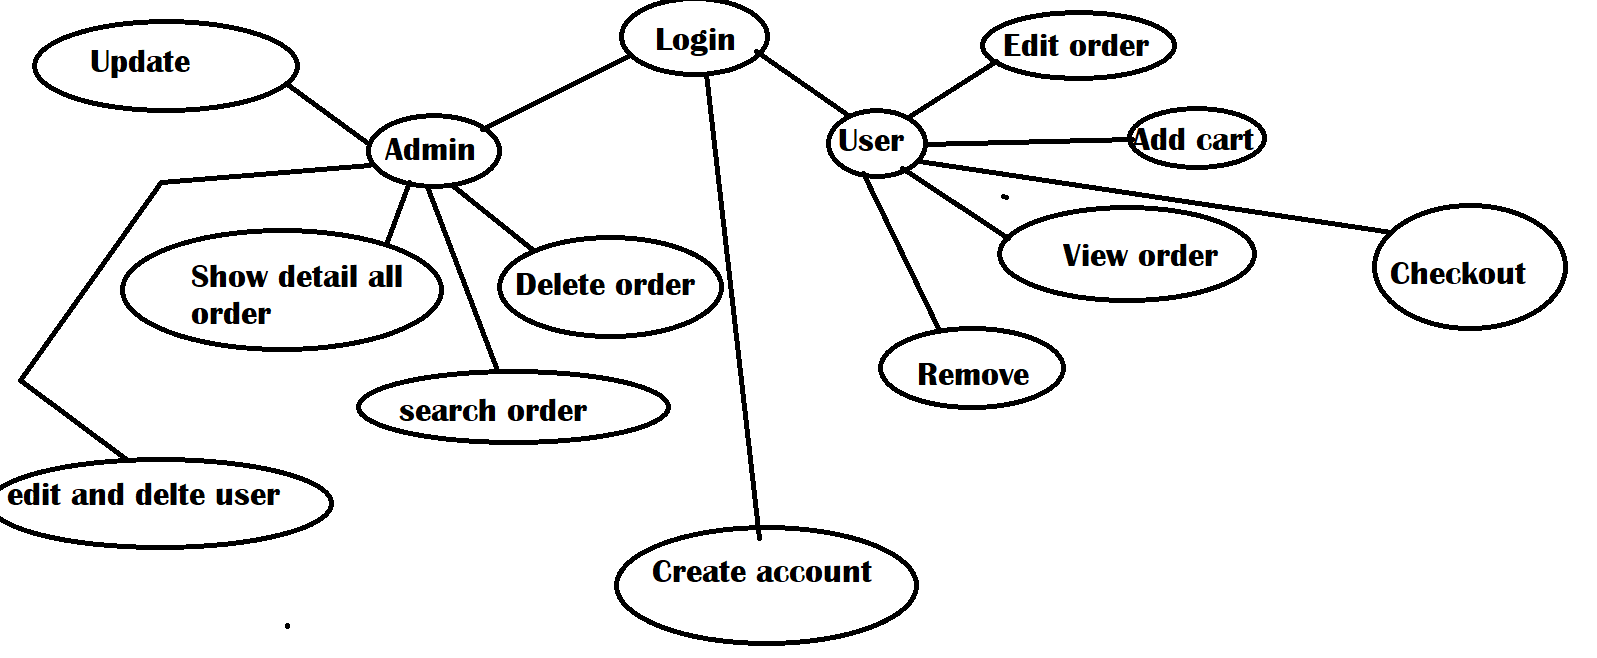 Login
Update
Edit order
Admin
User
Add cart
Show detail all
order
Delete order
View order
Checkout
search order
Remove
edit and delte user
Create account